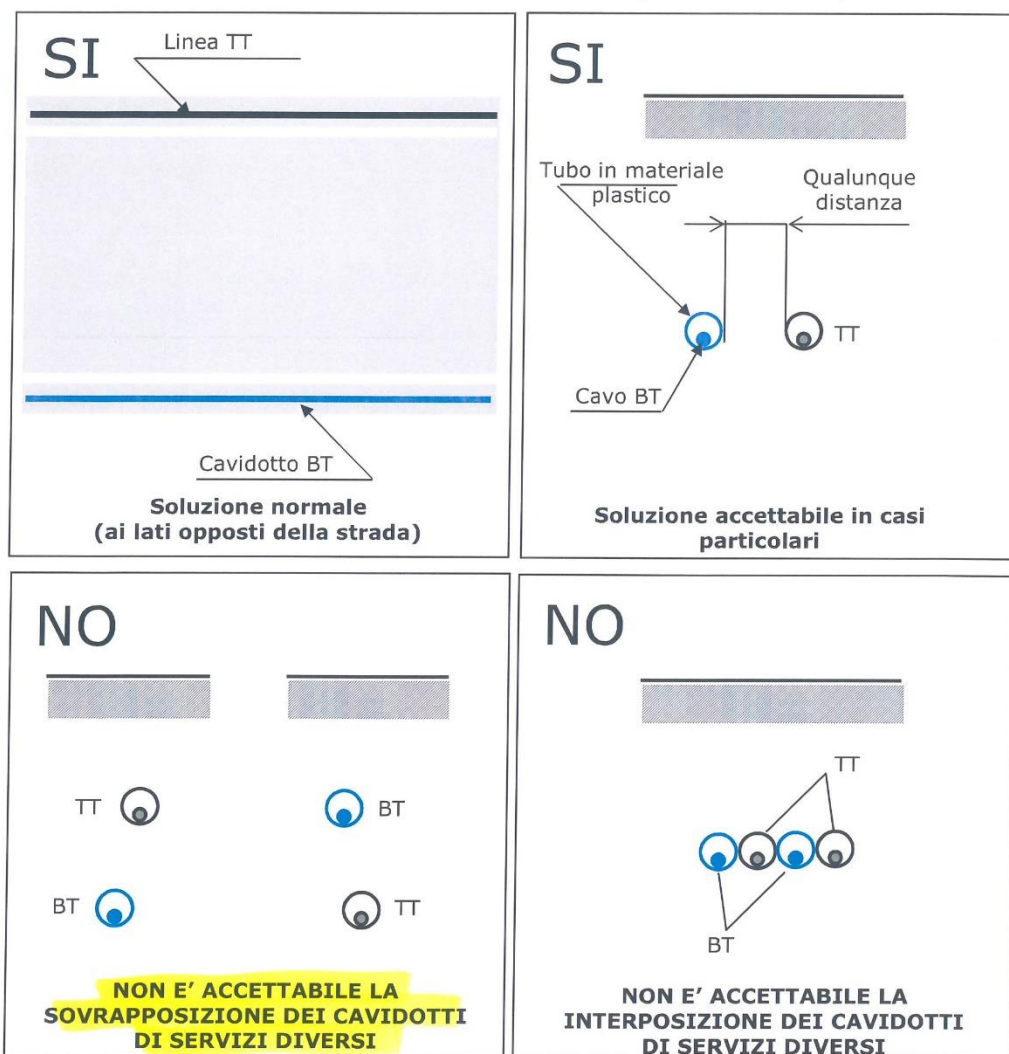 SI
Linea TT
Cavidotto BT
Soluzione normale
(ai lati opposti della strada)
SI
Tubo in materiale
plastico
Qualunque
distanza
TT
Cavo BT
Soluzione accettabile in casi
particolari
NO
TT
BT
BT
TT
NON E’ ACCETTABILE LA
SOVRAPPOSIZIONE DEI CAVIDOTTI
DI SERVIZI DIVERSI
NO
TT
BT
NON E’ ACCETTABILE LA
INTERPOSIZIONE DEI CAVIDOTTI
DI SERVIZI DIVERSI